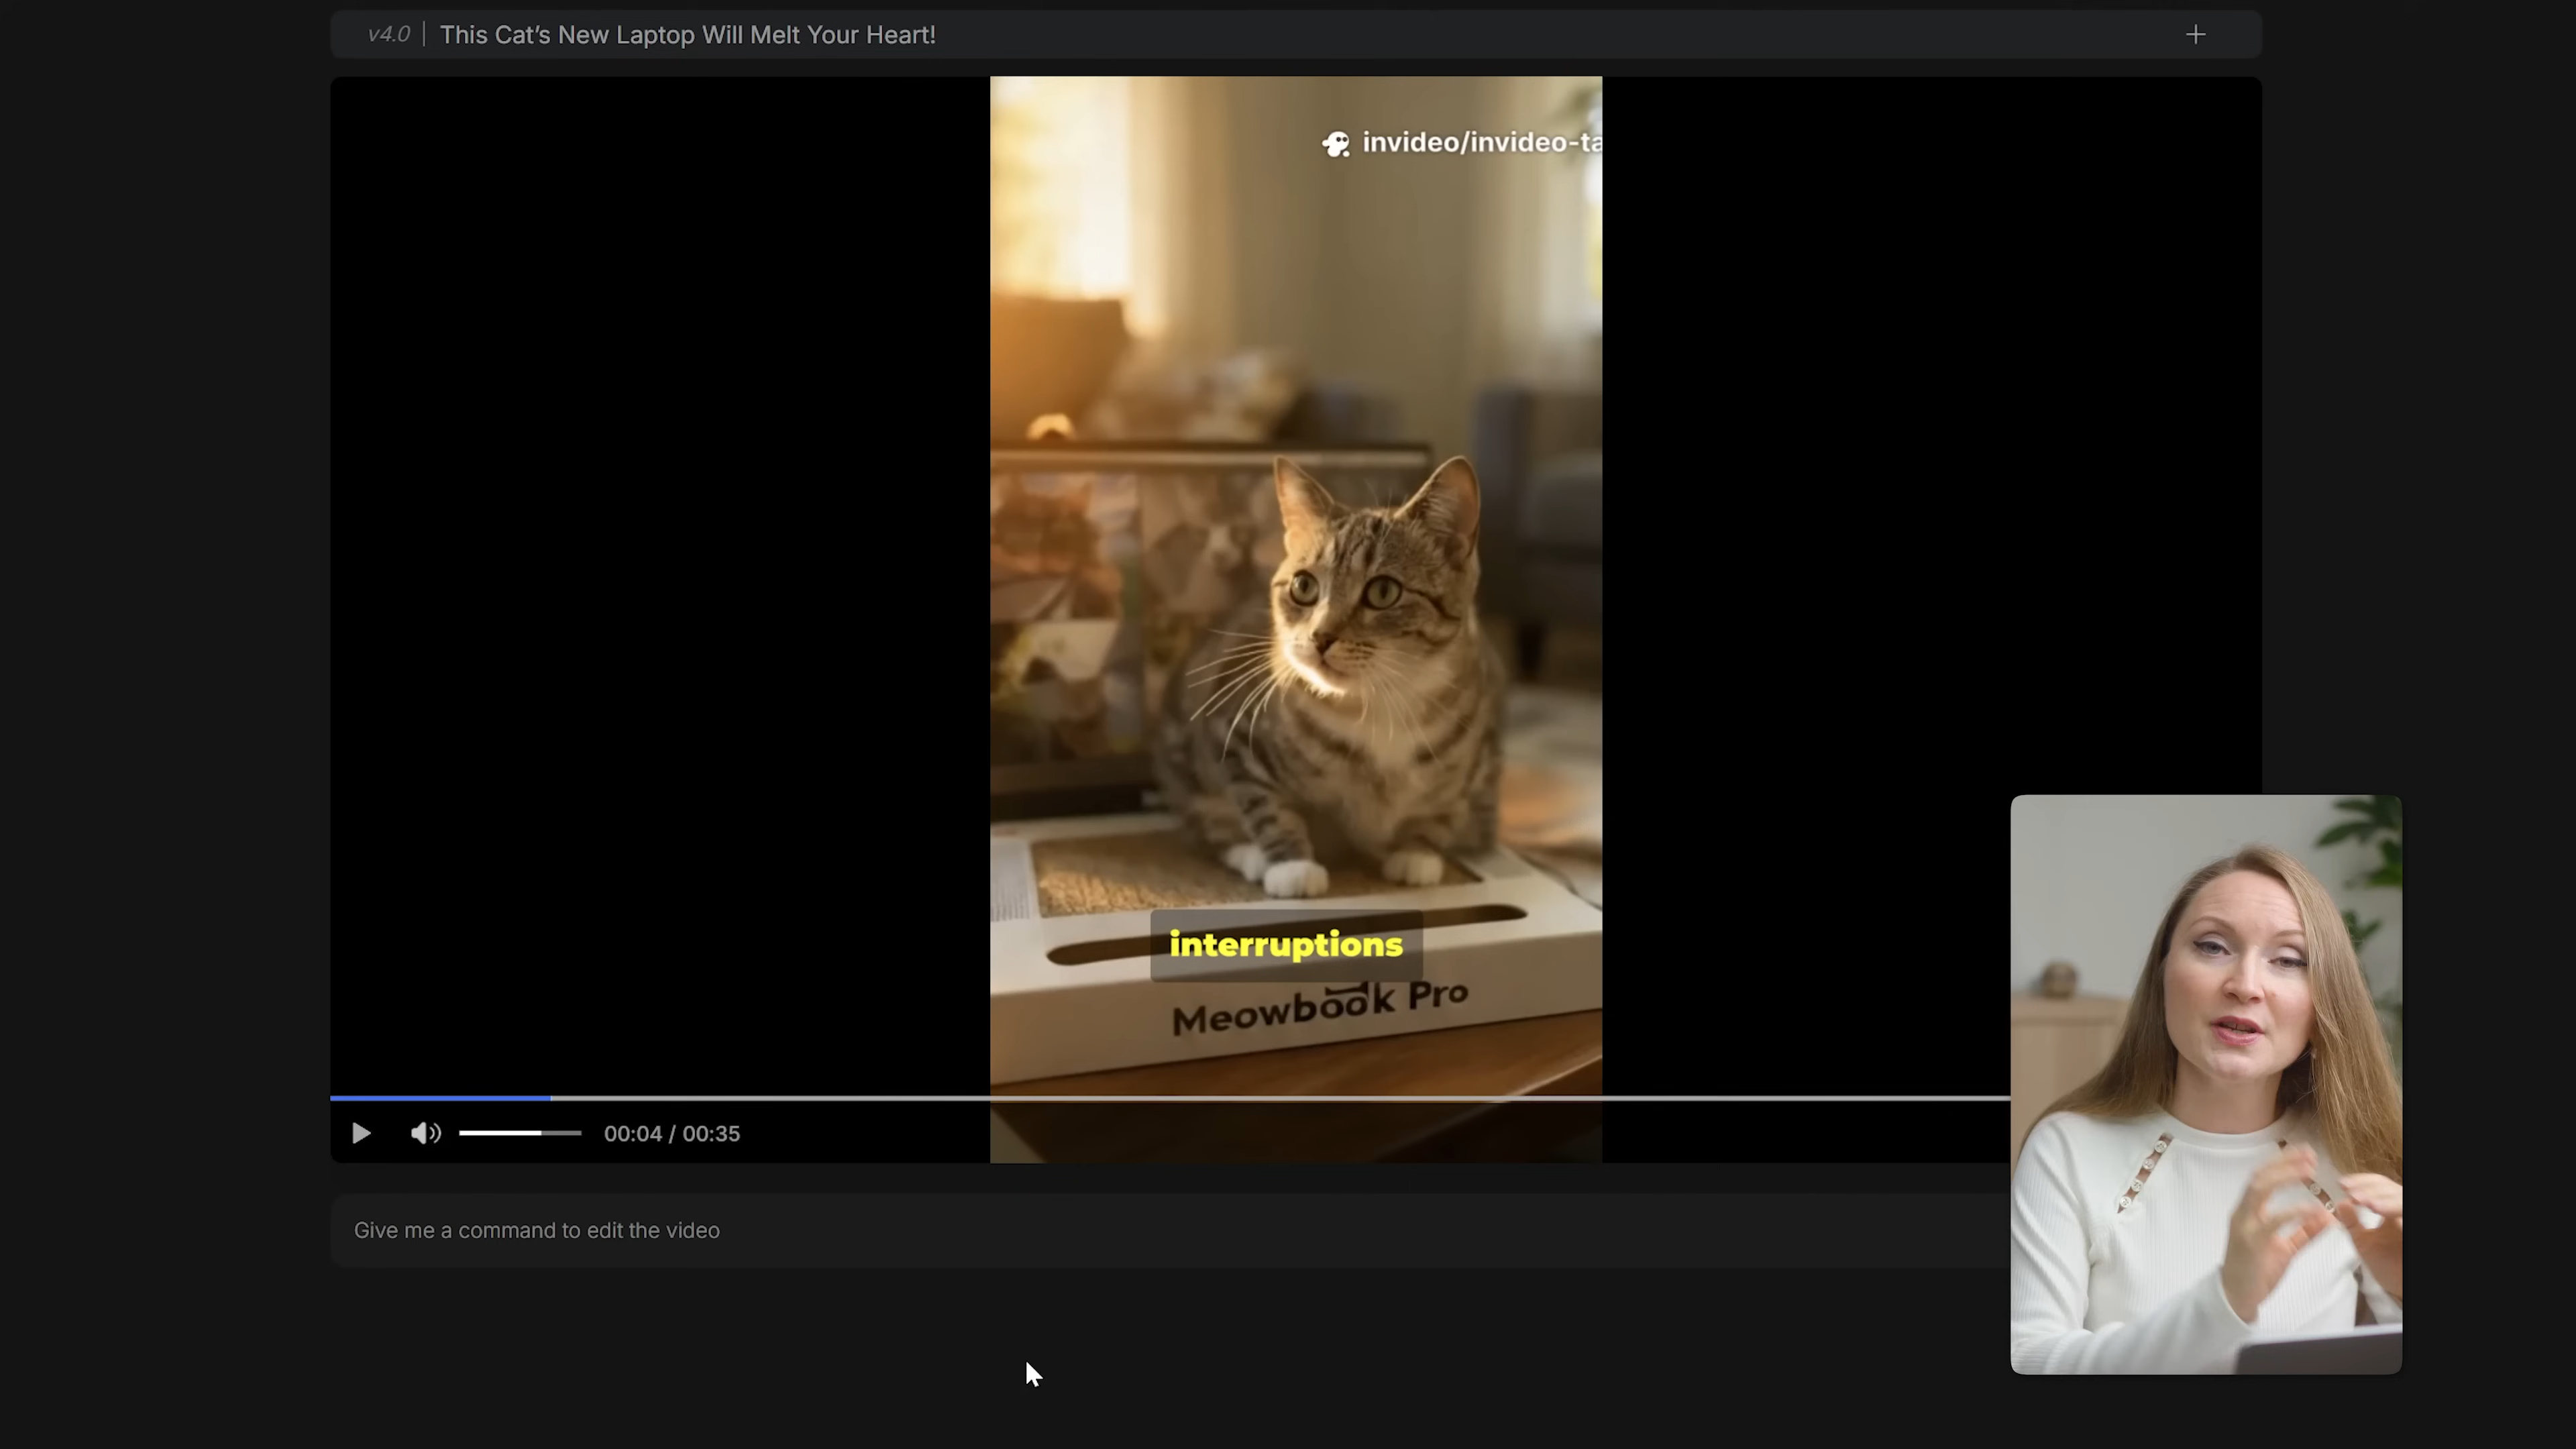 v4.0 | This Cat's New Laptop Will Melt Your Heart!
invideo/invideo-ta
interruptions
Meowbook Pro
00:04 / 00:35
Give me a command to edit the video